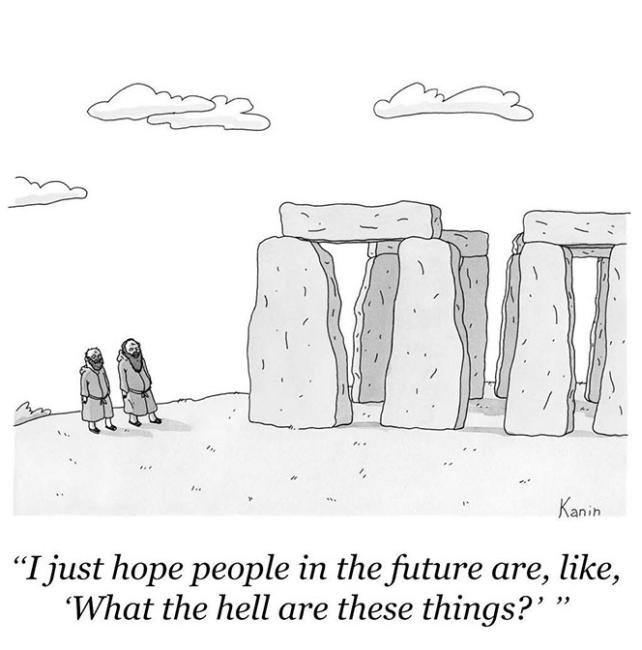 Kanin
“I just hope people in the future are, like,
‘What the hell are these things?’ ”